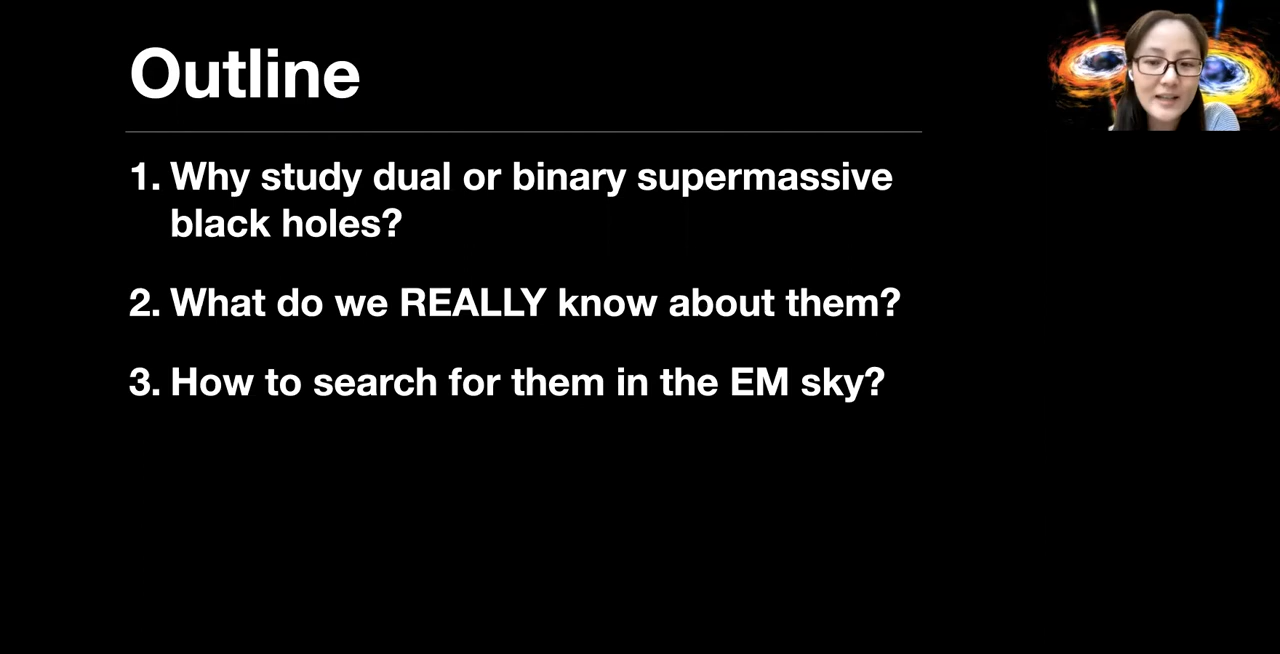 Outline
1. Why study dual or binary supermassive
black holes?
2. What do we REALLY know about them?
3. How to search for them in the EM sky?